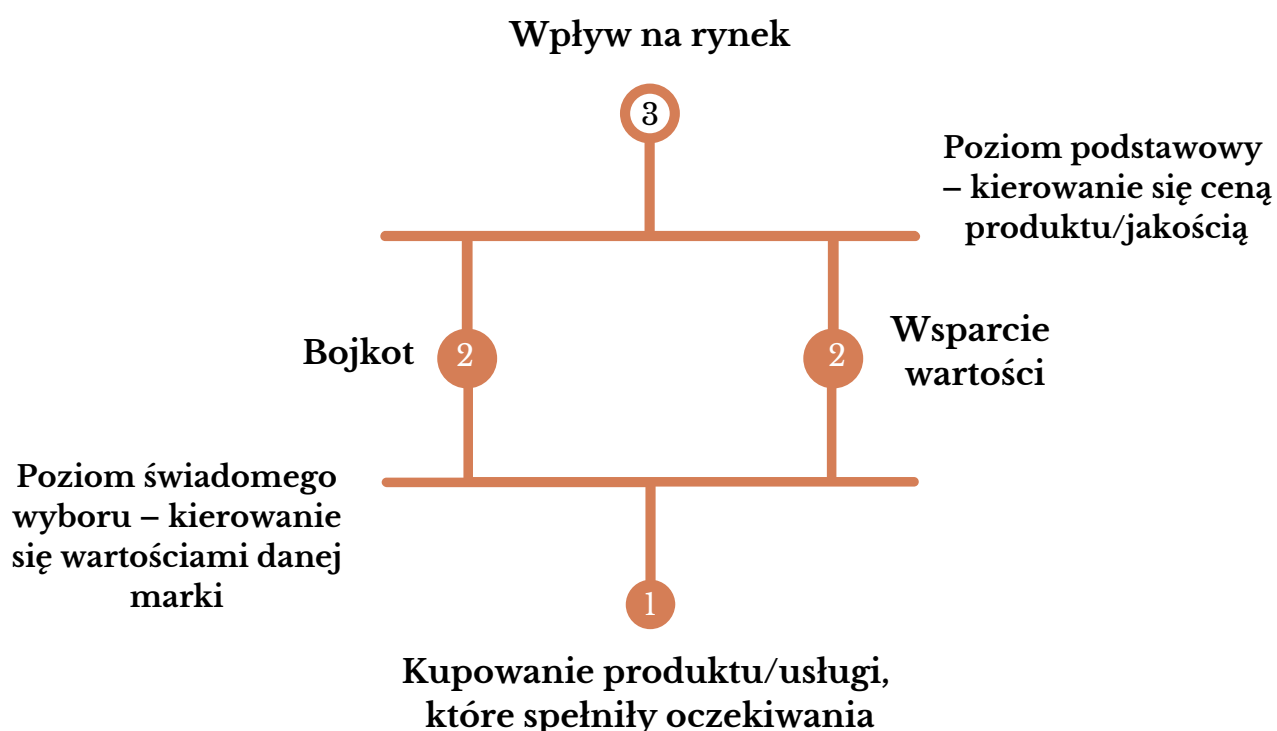 Wpływ na rynek
3
Poziom podstawowy
– kierowanie się ceną
produktu/jakością
Bojkot
2
2
Wsparcie
wartości
Poziom świadomego
wyboru – kierowanie
się wartościami danej
marki
1
Kupowanie produktu/usługi,
które spełniły oczekiwania